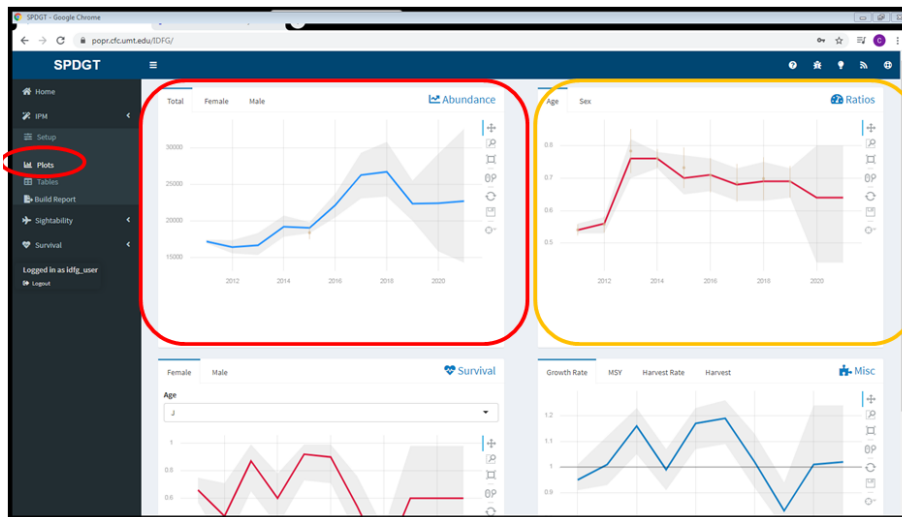 SPDGT - Google Chrome
popr.cfc.umt.edu/IDFG/
SPDGT
Home
IPM
Setup
Plots
Tables
Build Report
Sightability
Survival
Logged in as idfg_user
Logout
Total Female Male Abundance
30000
25000
20000
15000
2012 2014 2016 2018 2020
Age Sex Ratios
0.8
0.7
0.6
0.5
2012 2014 2016 2018 2020
Female Male Survival
Age
J
1
0.8
0.6
Growth Rate MSY Harvest Rate Harvest Misc
1.2
1.1
1
0.9